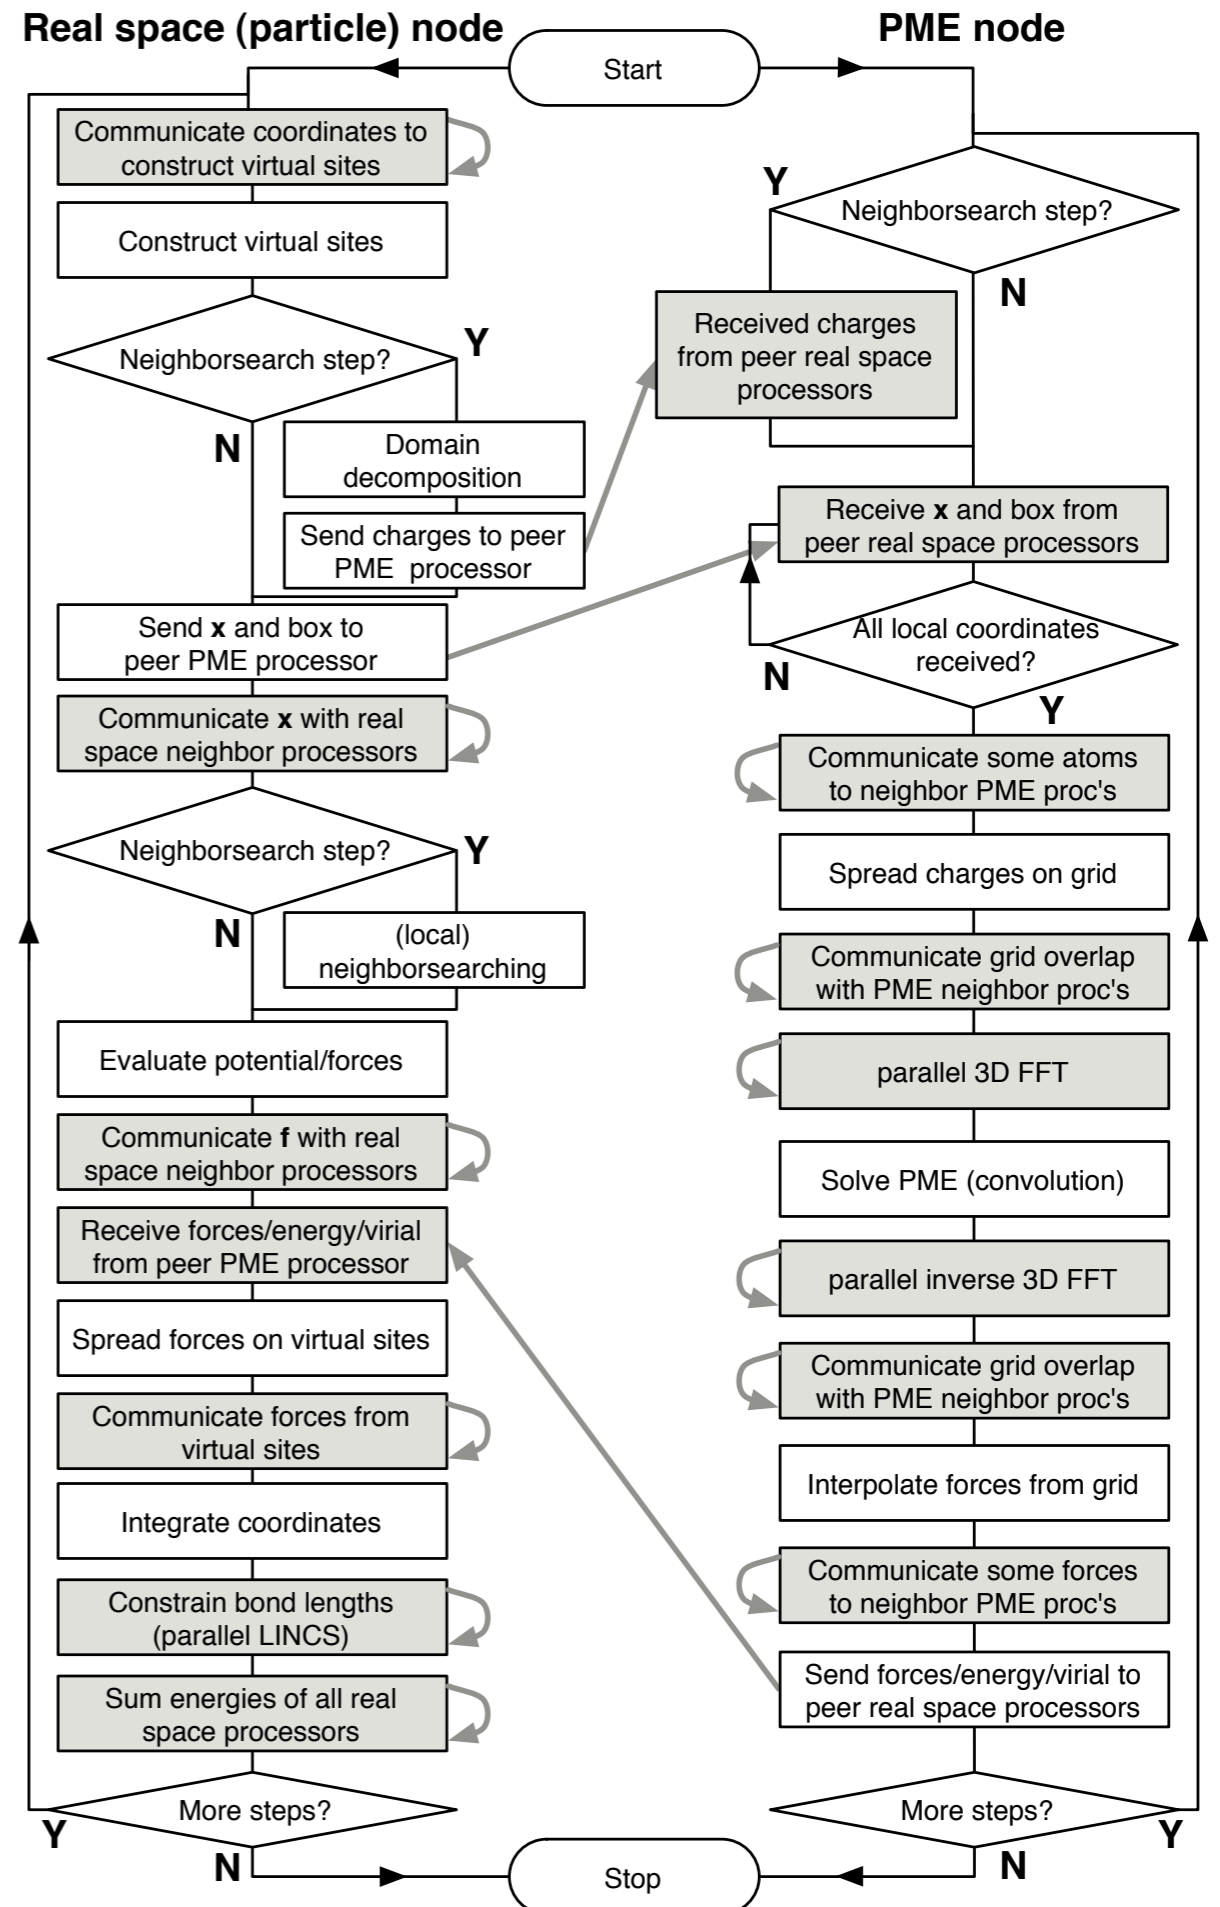 Real space (particle) node
PME node
Start
Communicate coordinates to
construct virtual sites
Construct virtual sites
Neighborsearch step?
Y
N
Domain
decomposition
Send charges to peer
PME processor
Send x and box to
peer PME processor
Communicate x with real
space neighbor processors
Neighborsearch step?
Y
N
(local)
neighborsearching
Evaluate potential/forces
Communicate f with real
space neighbor processors
Receive forces/energy/virial
from peer PME processor
Spread forces on virtual sites
Communicate forces from
virtual sites
Integrate coordinates
Constrain bond lengths
(parallel LINCS)
Sum energies of all real
space processors
More steps?
Y
N
Y
Neighborsearch step?
N
Received charges
from peer real space
processors
Receive x and box from
peer real space processors
All local coordinates
received?
N
Y
Communicate some atoms
to neighbor PME proc's
Spread charges on grid
Communicate grid overlap
with PME neighbor proc's
parallel 3D FFT
Solve PME (convolution)
parallel inverse 3D FFT
Communicate grid overlap
with PME neighbor proc's
Interpolate forces from grid
Communicate some forces
to neighbor PME proc's
Send forces/energy/virial to
peer real space processors
More steps?
Y
N
Stop